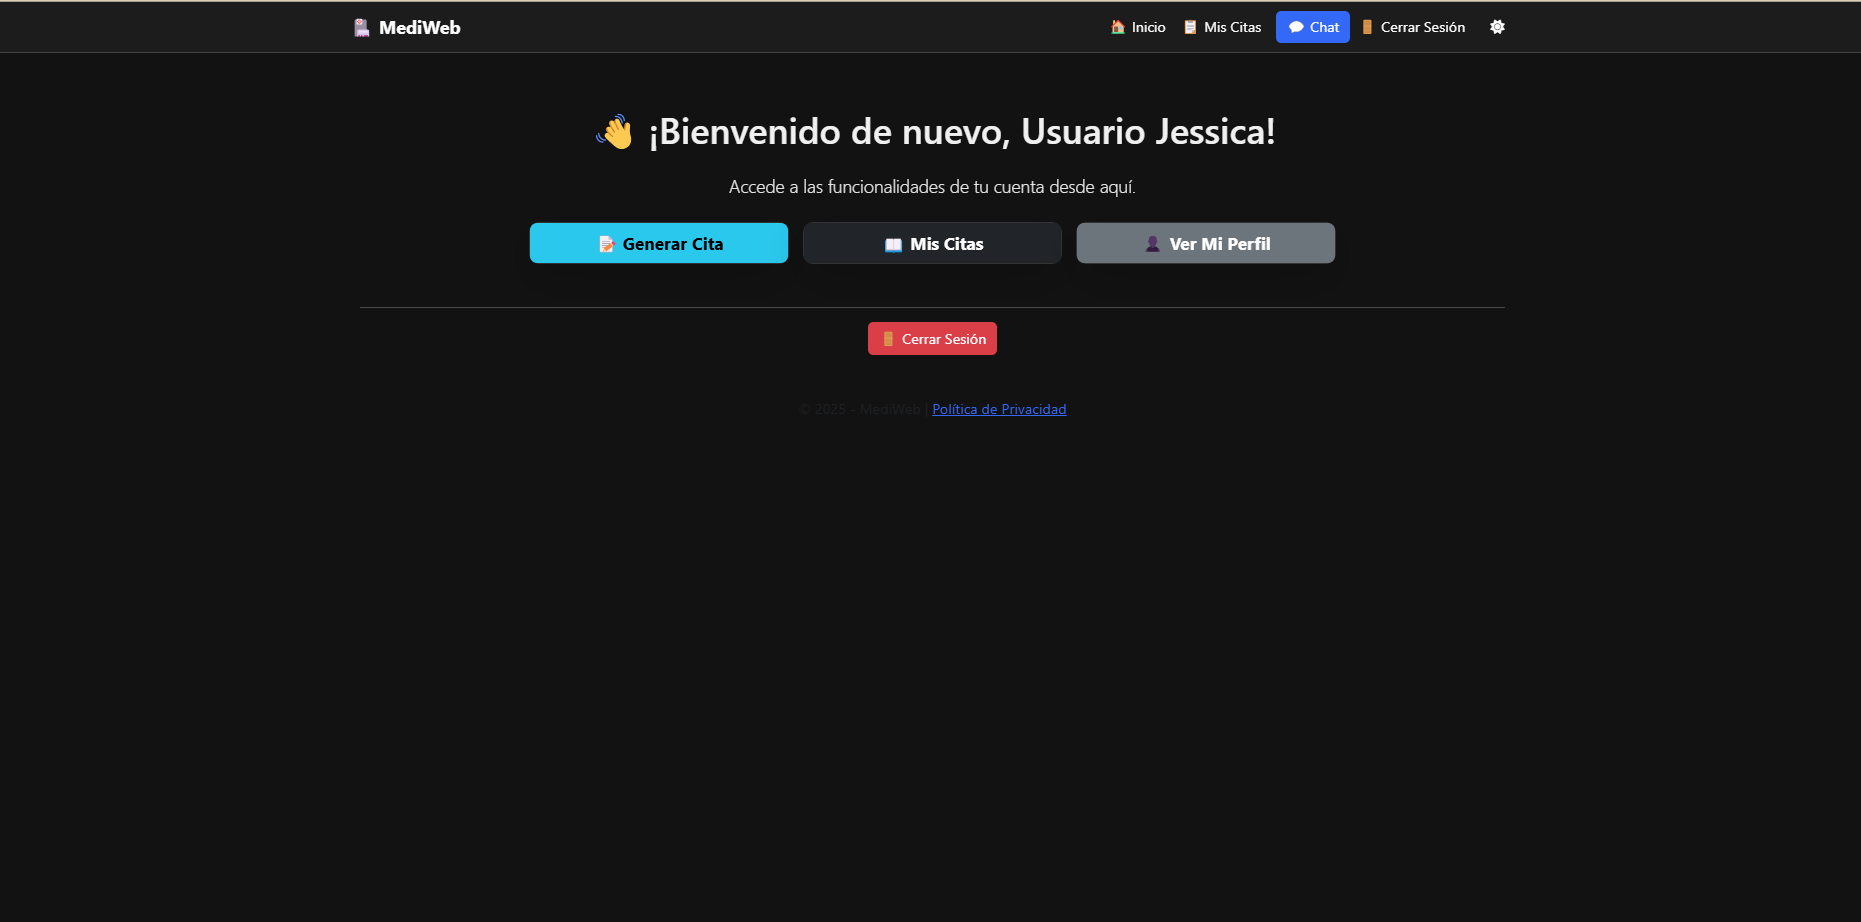 MediWeb
Inicio Mis Citas Chat Cerrar Sesión
¡Bienvenido de nuevo, Usuario Jessica!
Accede a las funcionalidades de tu cuenta desde aquí.
Generar Cita Mis Citas Ver Mi Perfil
Cerrar Sesión
© 2025 - MediWeb | Política de Privacidad